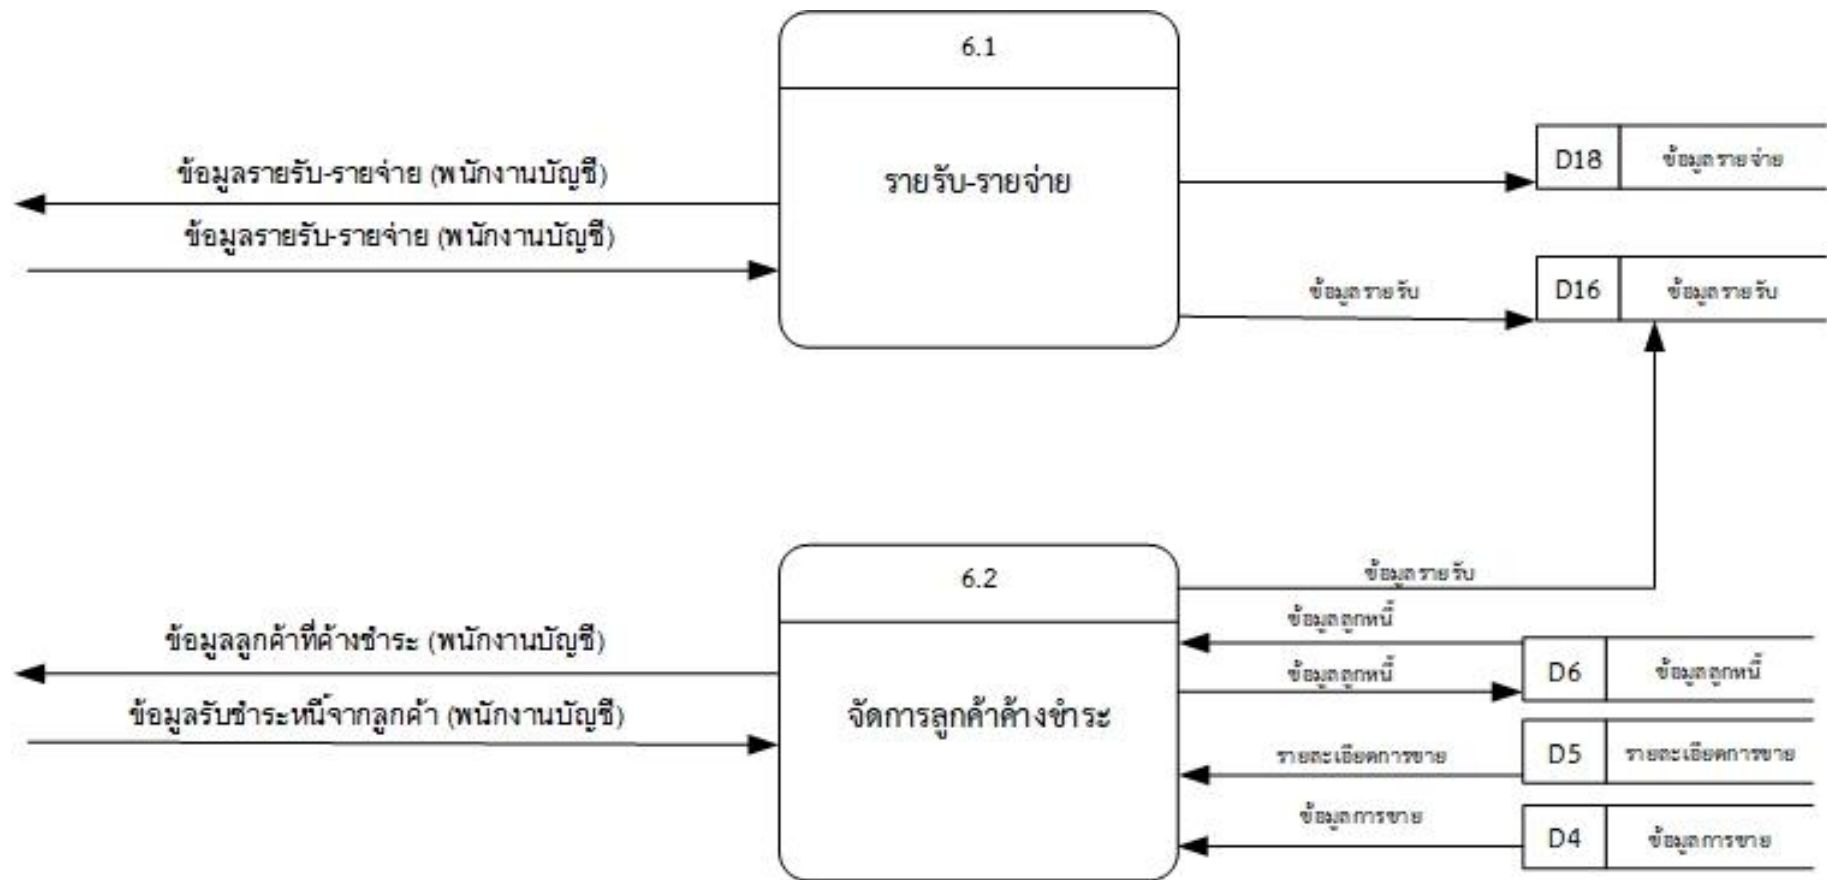 6.1
รายรับ-รายจ่าย
ข้อมูลรายรับ-รายจ่าย (พนักงานบัญชี)
ข้อมูลรายรับ-รายจ่าย (พนักงานบัญชี)
D18
ข้อมูลรายจ่าย
ข้อมูลรายรับ
D16
ข้อมูลรายรับ
6.2
จัดการลูกค้าค้างชำระ
ข้อมูลลูกค้าที่ค้างชำระ (พนักงานบัญชี)
ข้อมูลรับชำระหนี้จากลูกค้า (พนักงานบัญชี)
ข้อมูลรายรับ
ข้อมูลลูกหนี้
ข้อมูลลูกหนี้
D6
ข้อมูลลูกหนี้
รายละเอียดการขาย
D5
รายละเอียดการขาย
ข้อมูลการขาย
D4
ข้อมูลการขาย